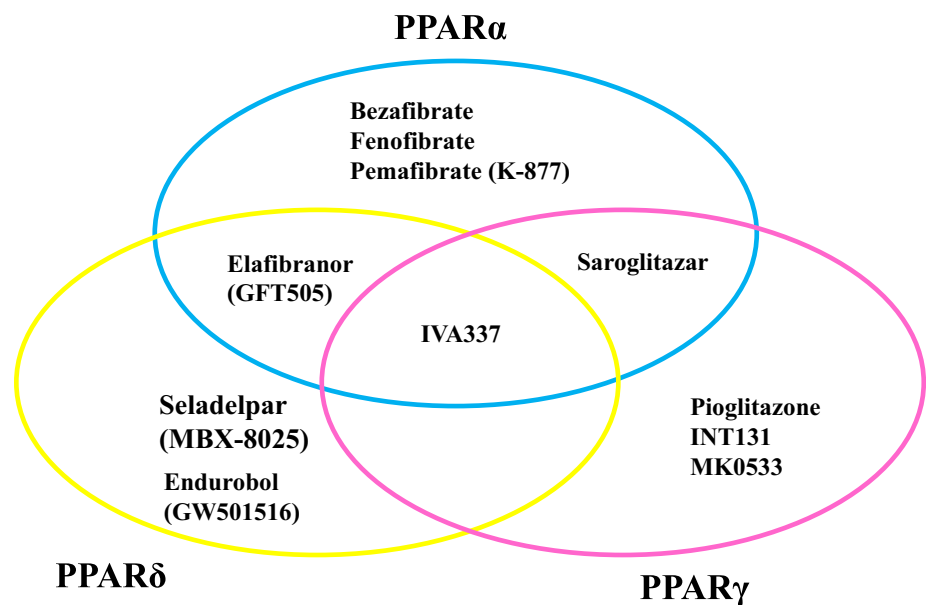 PPARα
Bezafibrate
Fenofibrate
Pemafibrate (K-877)
Elafibranor
(GFT505)
Saroglitazar
IVA337
Seladelpar
(MBX-8025)
Endurobol
(GW501516)
Pioglitazone
INT131
MK0533
PPARδ
PPARγ